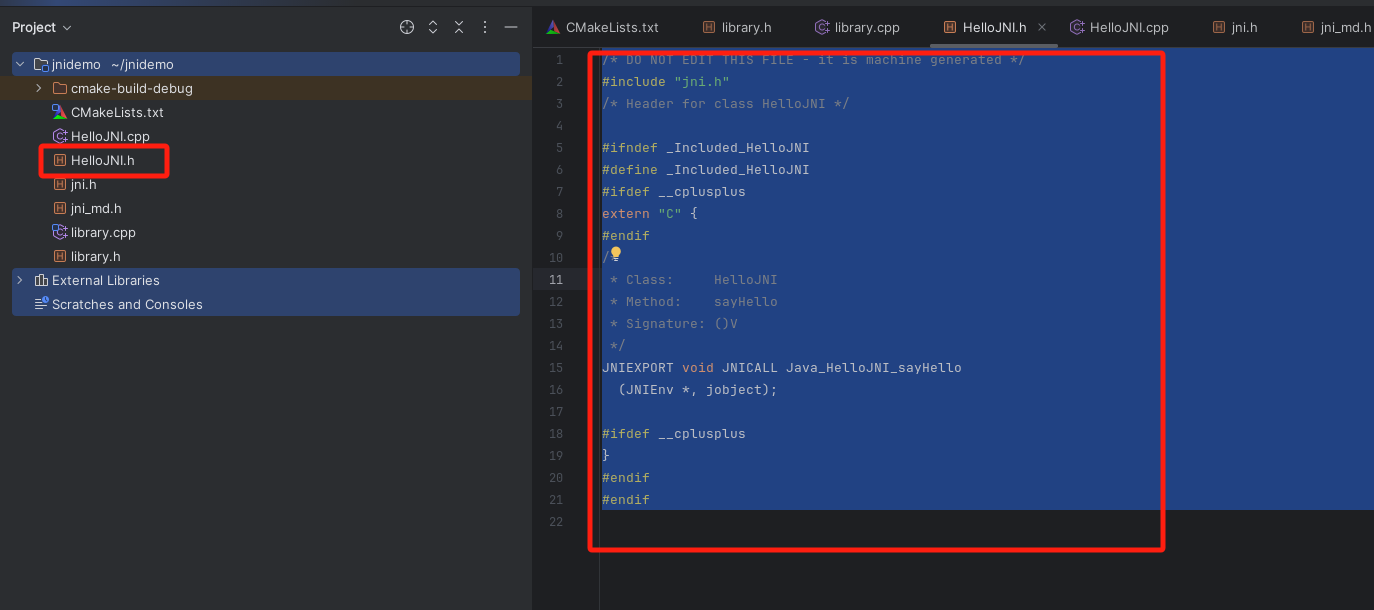 Project
jnidemo ~/jnidemo
cmake-build-debug
CMakeLists.txt
HelloJNI.cpp
HelloJNI.h
jni.h
jni_md.h
library.cpp
library.h
External Libraries
Scratches and Consoles
CMakeLists.txt library.h library.cpp HelloJNI.h HelloJNI.cpp jni.h jni_md.h
1 /* DO NOT EDIT THIS FILE - it is machine generated */
2 #include "jni.h"
3 /* Header for class HelloJNI */
4
5 #ifndef _Included_HelloJNI
6 #define _Included_HelloJNI
7 #ifdef __cplusplus
8 extern "C" {
9 #endif
10 /
11 * Class: HelloJNI
12 * Method: sayHello
13 * Signature: ()V
14 */
15 JNIEXPORT void JNICALL Java_HelloJNI_sayHello
16 (JNIEnv *, jobject);
17
18 #ifdef __cplusplus
19 }
20 #endif
21 #endif
22